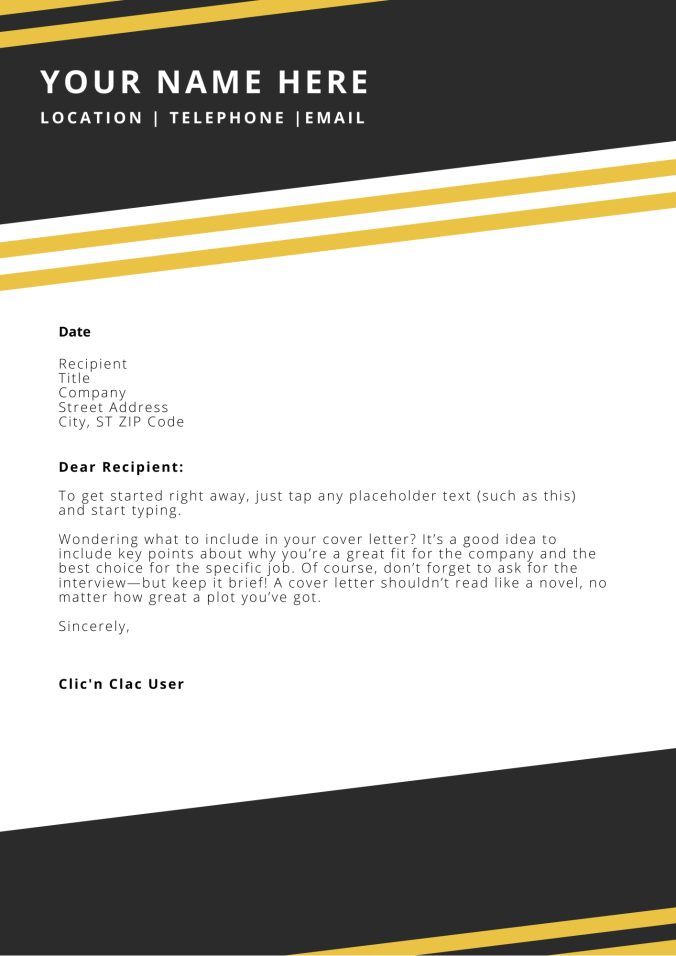 YOUR NAME HERE
LOCATION | TELEPHONE |EMAIL
Date
Recipient
Title
Company
Street Address
City, ST ZIP Code
Dear Recipient:
To get started right away, just tap any placeholder text (such as this)
and start typing.
Wondering what to include in your cover letter? It’s a good idea to
include key points about why you’re a great fit for the company and the
best choice for the specific job. Of course, don’t forget to ask for the
interview—but keep it brief! A cover letter shouldn’t read like a novel, no
matter how great a plot you’ve got.
Sincerely,
Clic'n Clac User